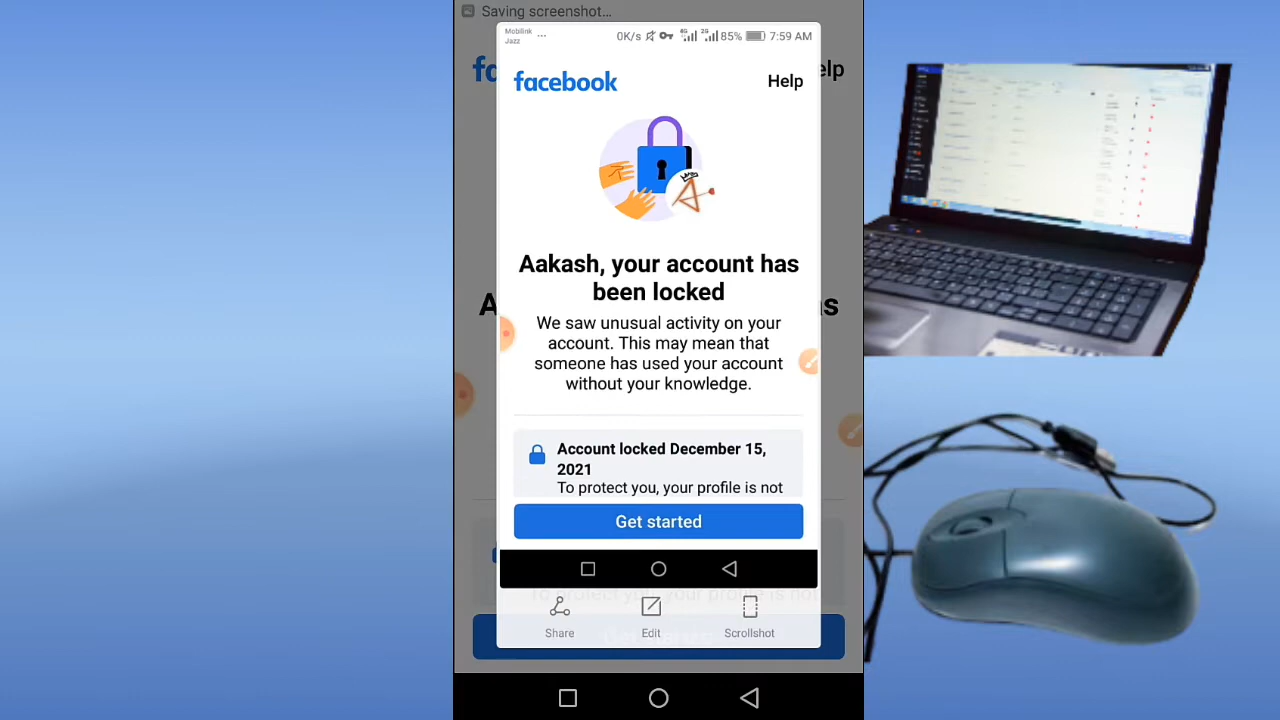 Saving screenshot...
Mobilink
Jazz
0K/s
4G
2G
85%
7:59 AM
facebook
Help
Aakash, your account has
been locked
We saw unusual activity on your
account. This may mean that
someone has used your account
without your knowledge.
Account locked December 15,
2021
To protect you, your profile is not
Get started
Share
Edit
Scrollshot